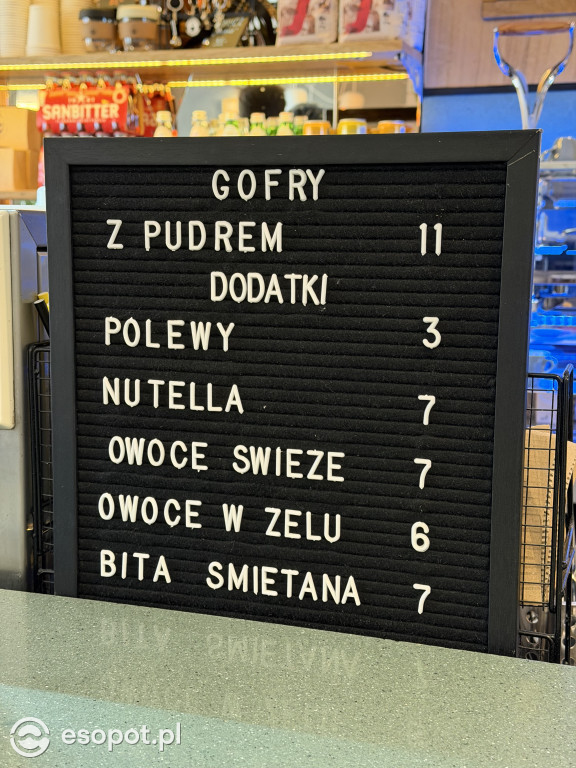 SANBITTER
GOFRY
Z PUDREM 11
DODATKI
POLEWY 3
NUTELLA 7
OWOCE SWIEZE 7
OWOCE W ZELU 6
BITA SMIETANA 7
esopot.pl